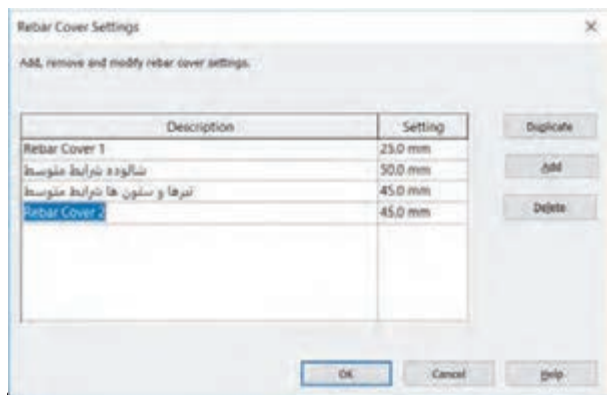 Rebar Cover Settings
Add, remove and modify rebar cover settings.
Description Setting
Rebar Cover 1 25.0 mm
شالوده شرایط متوسط 50.0 mm
تیرها و ستون ها شرایط متوسط 45.0 mm
Rebar Cover 2 45.0 mm
Duplicate
Add
Delete
OK Cancel Help